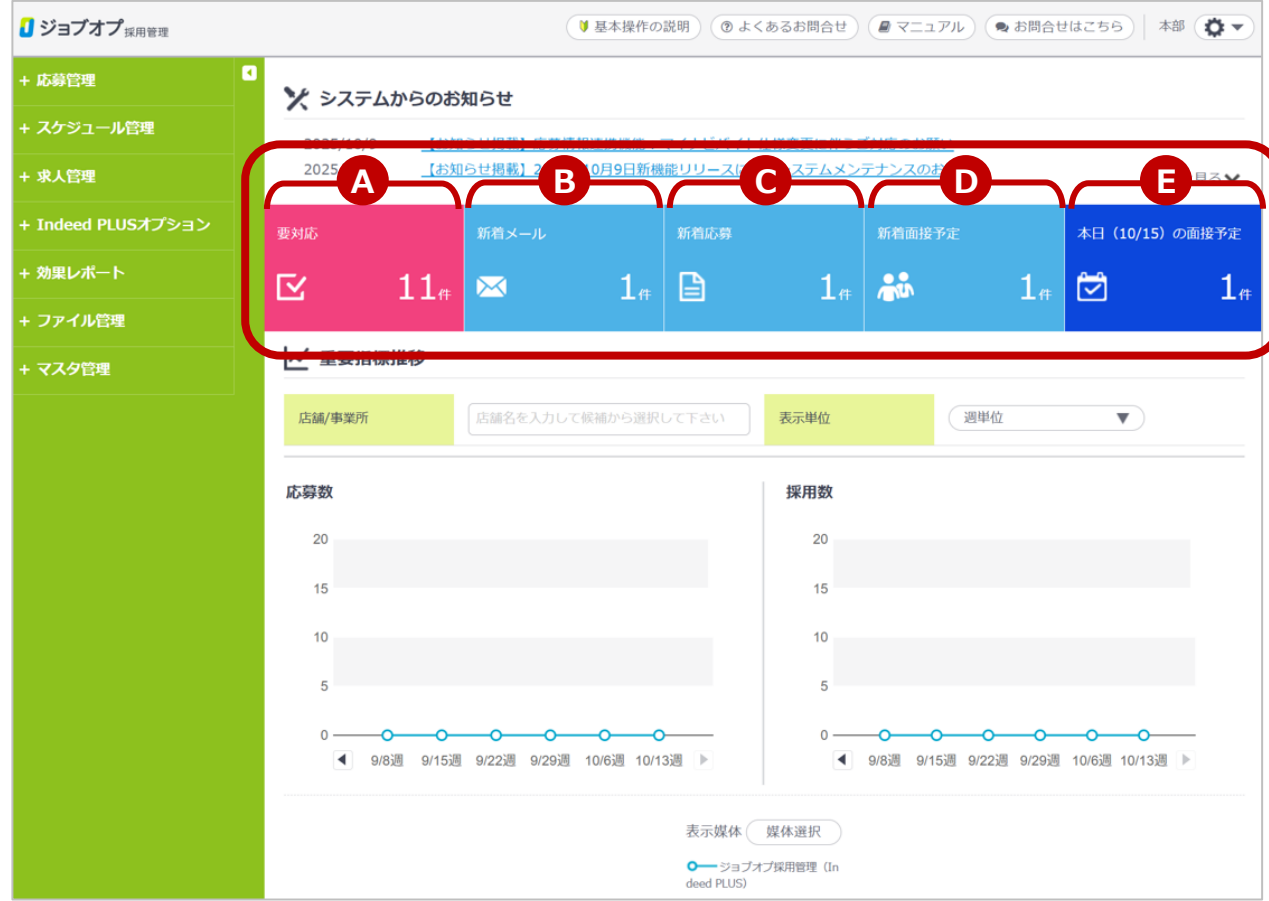 ジョブオプ 採用管理
基本操作の説明
よくあるお問合せ
マニュアル
お問合せはこちら
本部
+ 応募管理
+ スケジュール管理
+ 求人管理
+ Indeed PLUSオプション
+ 効果レポート
+ ファイル管理
+ マスタ管理
システムからのお知らせ
2025
【お知らせ掲載】2
10月9日新機能リリース
ステムメンテナンスのお
A
B
C
D
E
要対応
11件
新着メール
1件
新着応募
1件
新着面接予定
1件
本日（10/15）の面接予定
1件
重要指標推移
店舗/事業所
店舗名を入力して候補から選択して下さい
表示単位
週単位
応募数
20
15
10
5
0
9/8週 9/15週 9/22週 9/29週 10/6週 10/13週
採用数
20
15
10
5
0
9/8週 9/15週 9/22週 9/29週 10/6週 10/13週
表示媒体
媒体選択
ジョブオプ採用管理（In
deed PLUS）